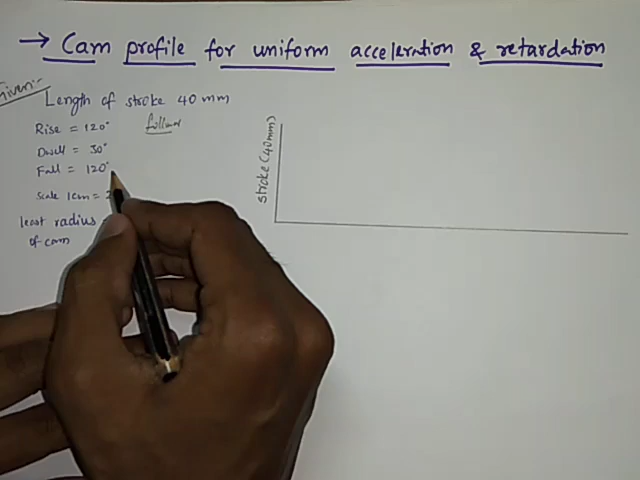 → Cam profile for uniform acceleration & retardation
Given:-
Length of stroke 40 mm
Rise = 120° follower
Dwell = 30°
Fall = 120°
Scale 1cm =
least radius
of cam
stroke (40mm)